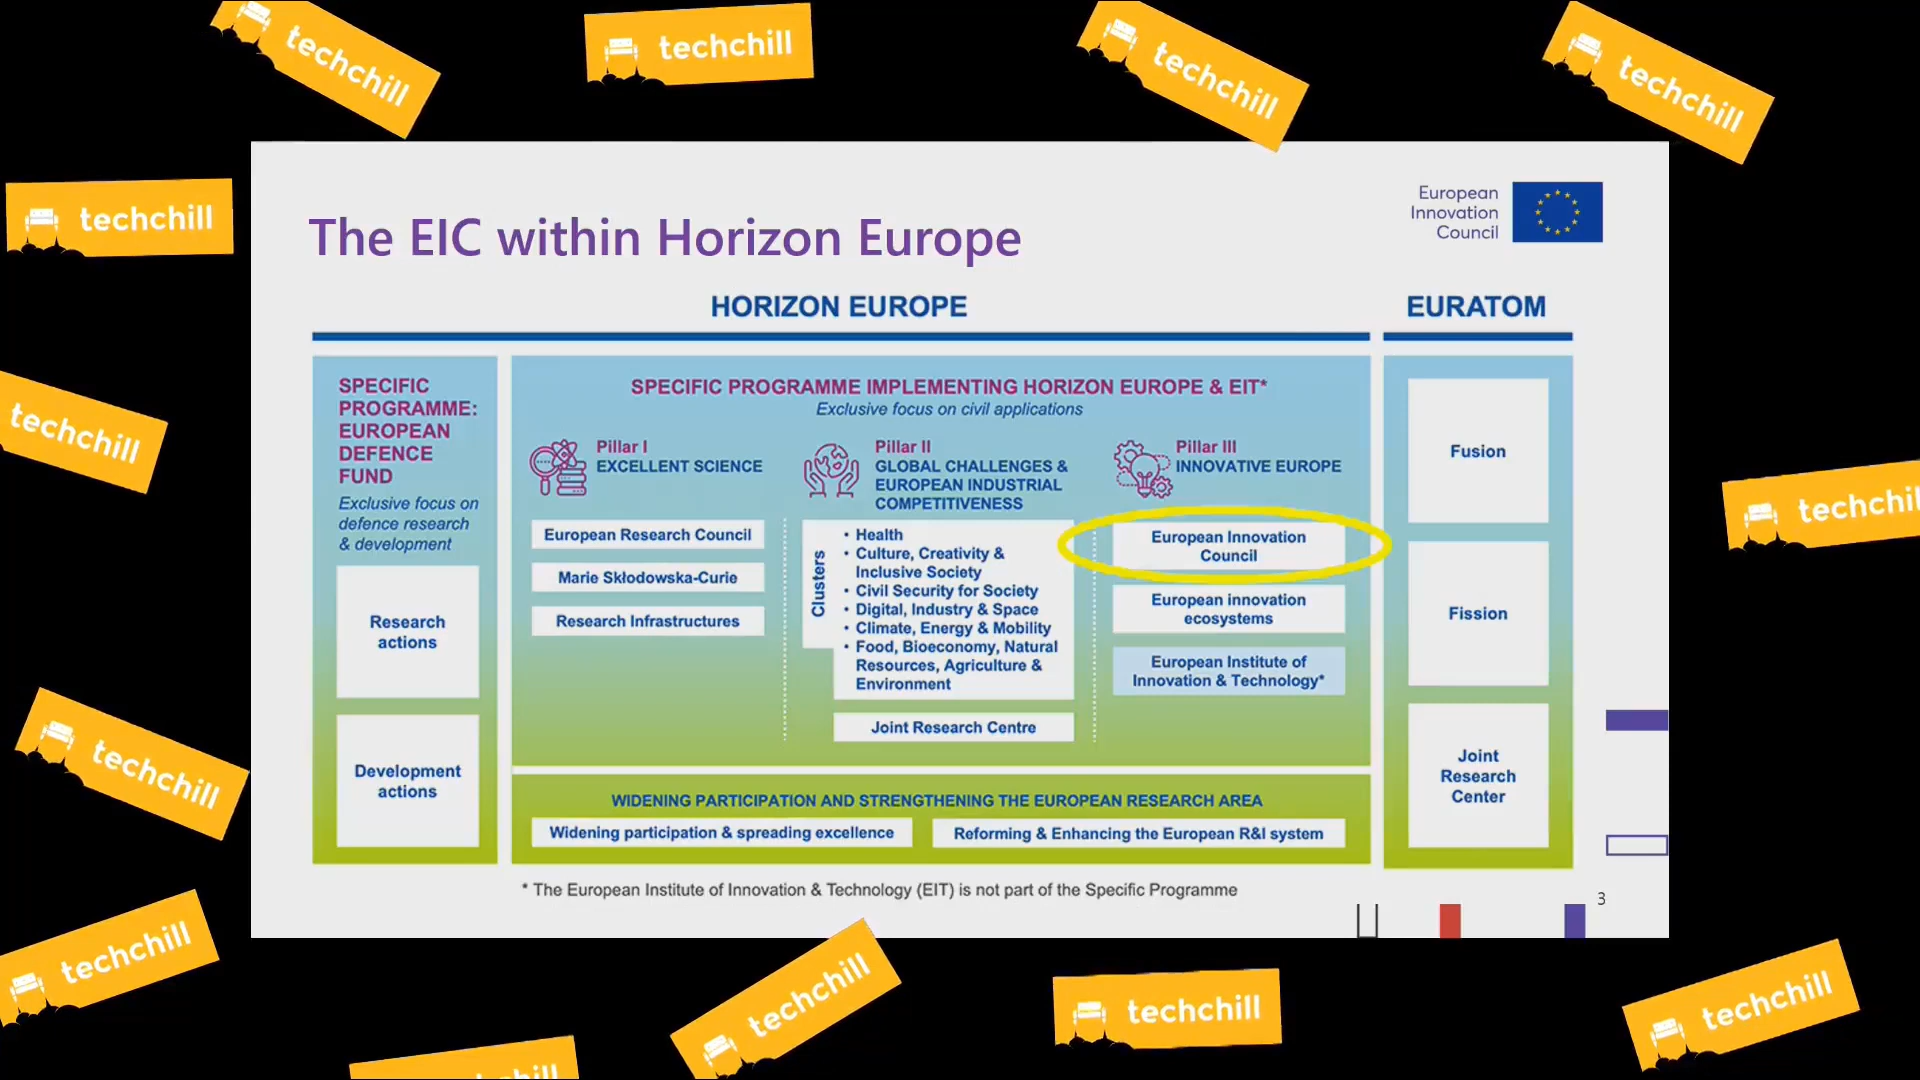 techchill
techchill
techchill
techchill
techchill
techchill
techchill
techchill
techchill
techchill
techchill
techchill
The EIC within Horizon Europe
European
Innovation
Council
HORIZON EUROPE
EURATOM
SPECIFIC
PROGRAMME:
EUROPEAN
DEFENCE
FUND
Exclusive focus on
defence research
& development
Research
actions
Development
actions
SPECIFIC PROGRAMME IMPLEMENTING HORIZON EUROPE & EIT*
Exclusive focus on civil applications
Pillar I
EXCELLENT SCIENCE
European Research Council
Marie Skłodowska-Curie
Research Infrastructures
Pillar II
GLOBAL CHALLENGES &
EUROPEAN INDUSTRIAL
COMPETITIVENESS
Clusters
• Health
• Culture, Creativity &
Inclusive Society
• Civil Security for Society
• Digital, Industry & Space
• Climate, Energy & Mobility
• Food, Bioeconomy, Natural
Resources, Agriculture &
Environment
Joint Research Centre
Pillar III
INNOVATIVE EUROPE
European Innovation
Council
European innovation
ecosystems
European Institute of
Innovation & Technology*
WIDENING PARTICIPATION AND STRENGTHENING THE EUROPEAN RESEARCH AREA
Widening participation & spreading excellence
Reforming & Enhancing the European R&I system
Fusion
Fission
Joint
Research
Center
* The European Institute of Innovation & Technology (EIT) is not part of the Specific Programme
3